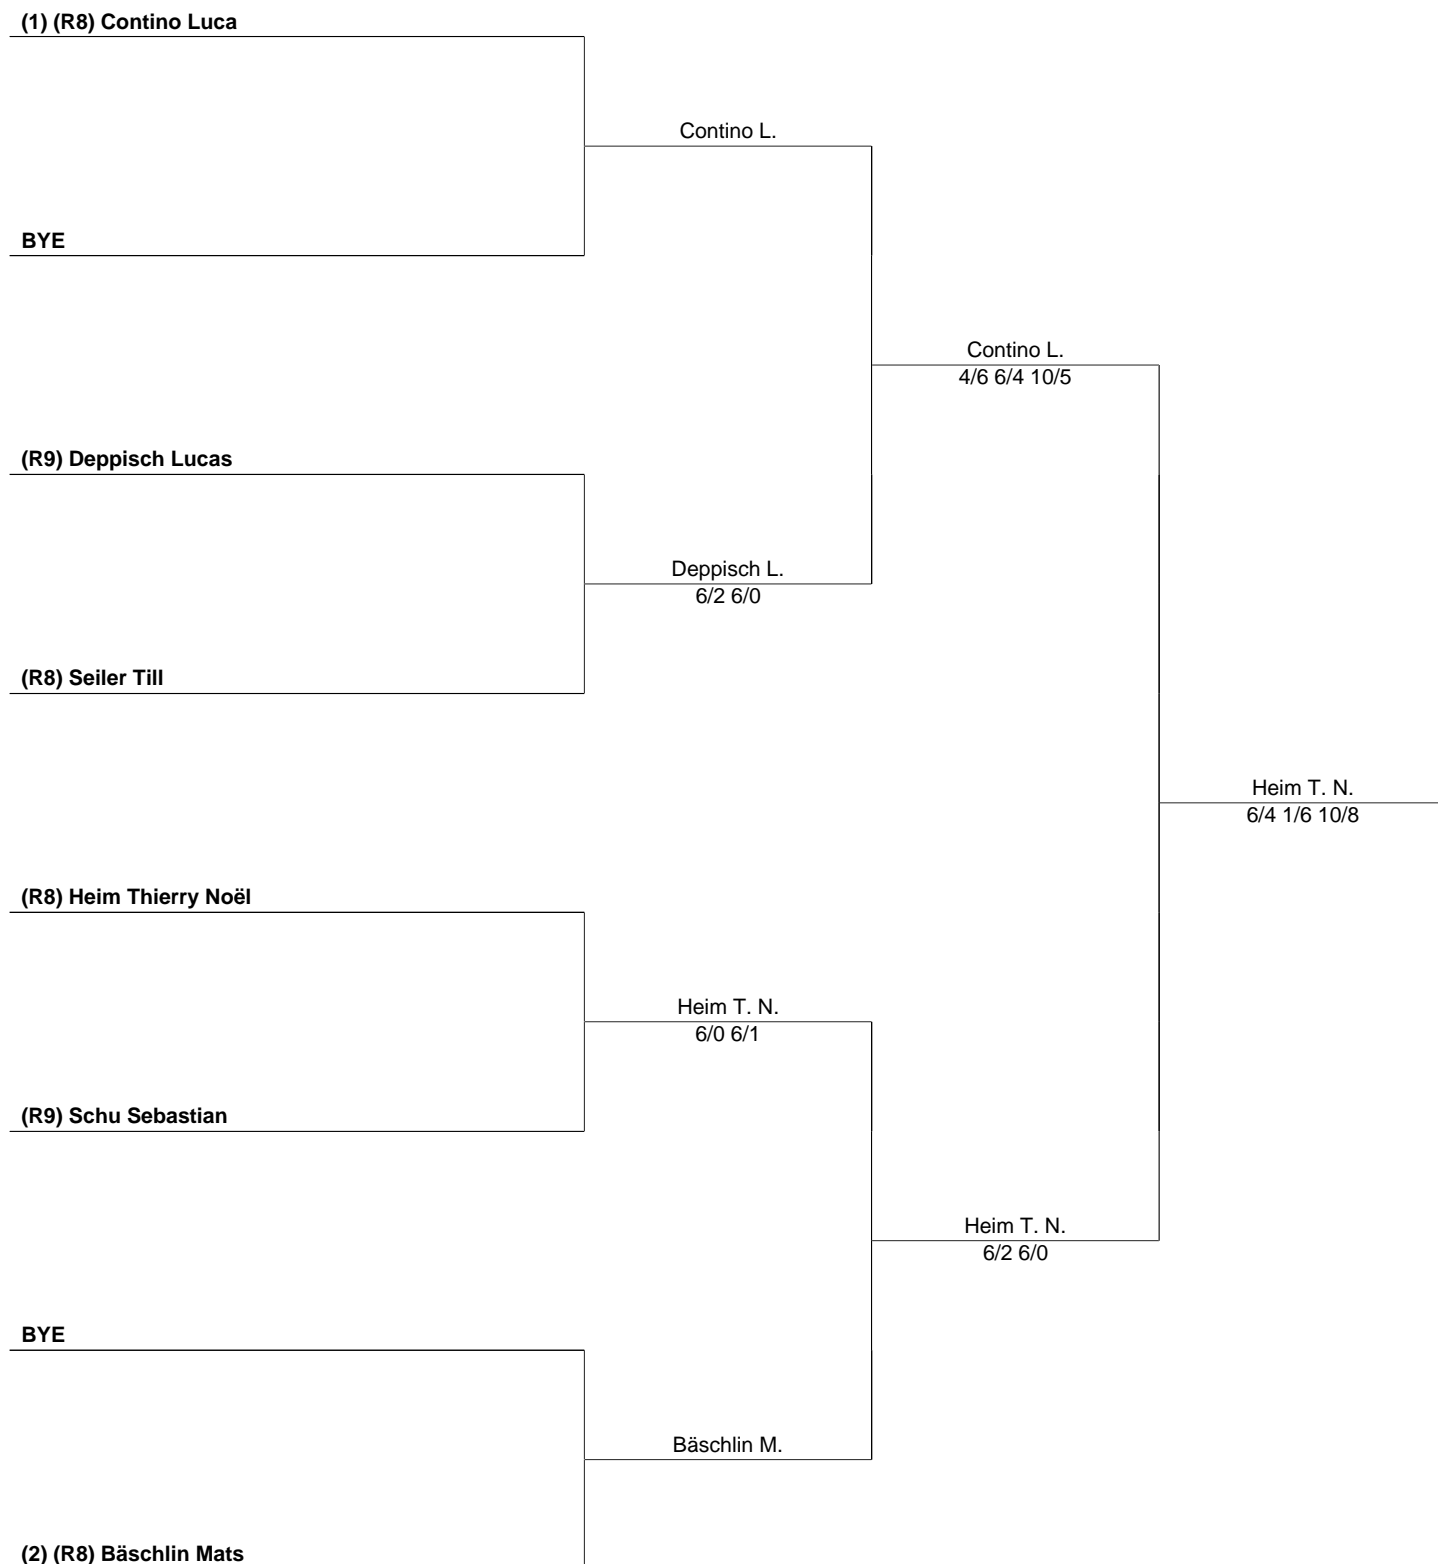 (1) (R8) Contino Luca
Contino L.
BYE
Contino L.
4/6 6/4 10/5
(R9) Deppisch Lucas
Deppisch L.
6/2 6/0
(R8) Seiler Till
Heim T. N.
6/4 1/6 10/8
(R8) Heim Thierry Noël
Heim T. N.
6/0 6/1
(R9) Schu Sebastian
Heim T. N.
6/2 6/0
BYE
Bäschlin M.
(2) (R8) Bäschlin Mats